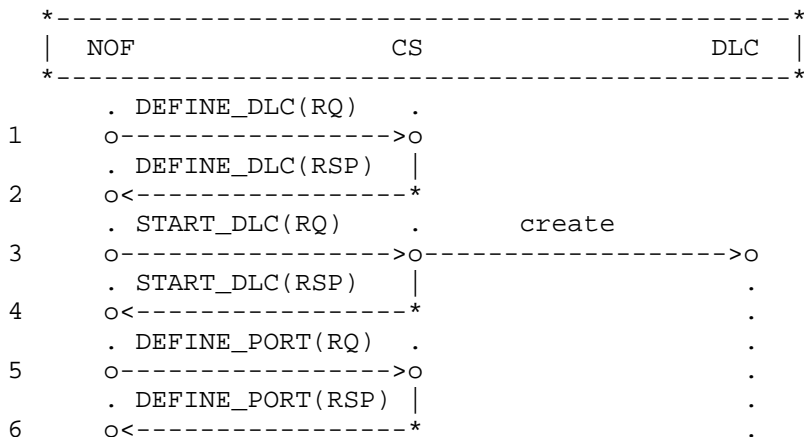 *----------------------------------------------*
| NOF CS DLC |
*----------------------------------------------*
. DEFINE_DLC(RQ) .
1 o----------------->o
. DEFINE_DLC(RSP) |
2 o<-----------------*
. START_DLC(RQ) . create
3 o----------------->o------------------->o
. START_DLC(RSP) | .
4 o<-----------------* .
. DEFINE_PORT(RQ) . .
5 o----------------->o .
. DEFINE_PORT(RSP) | .
6 o<-----------------* .